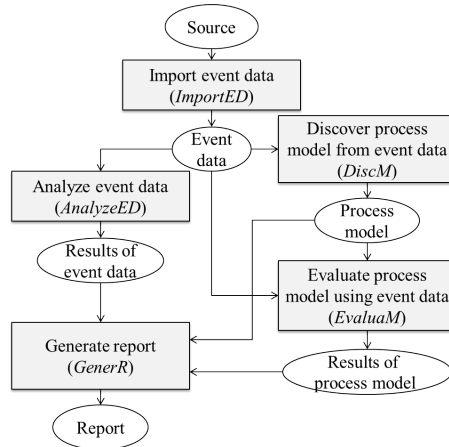 Source
Import event data
(ImportED)
Event
data
Discover process
model from event data
(DiscM)
Analyze event data
(AnalyzeED)
Process
model
Results of
event data
Evaluate process
model using event data
(EvaluaM)
Generate report
(GenerR)
Results of
process model
Report